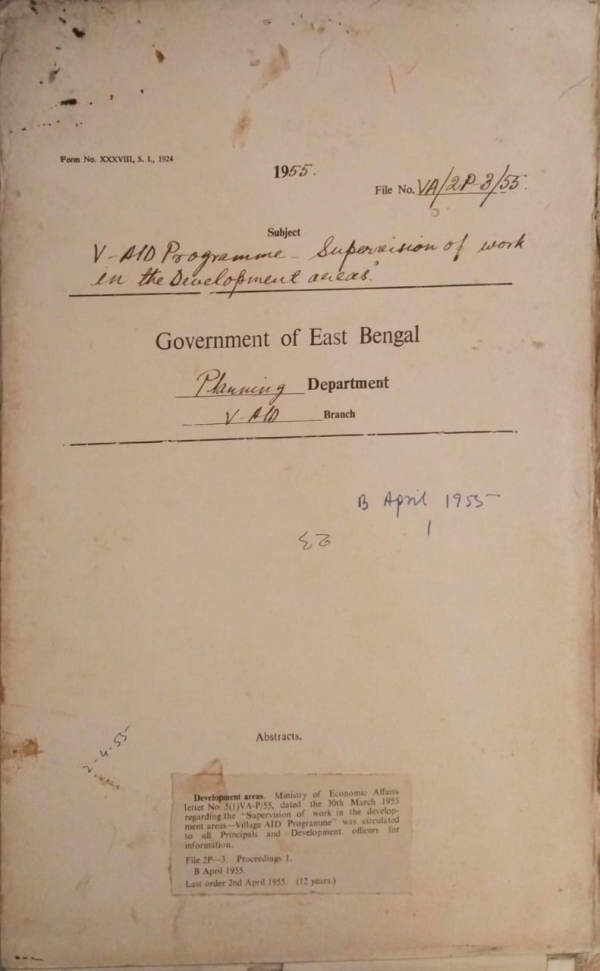 Form No. XXXVIII, S. I., 1924
1955.
File No. VA/2P-3/55.
Subject
V-AID Programme - Supervision of work
in the Development areas.
Government of East Bengal
Planning Department
V-AID Branch
B April 1955
1
Abstracts.
2-4-55
Development areas. Ministry of Economic Affairs
letter No. 5(1)VA-P/55, dated the 30th March 1955
regarding the "Supervision of work in the develop-
ment areas—Village AID Programme" was circulated
to all Principals and Development officers for
information.
File 2P—3. Proceedings 1.
B April 1955.
Last order 2nd April 1955. (12 years.)